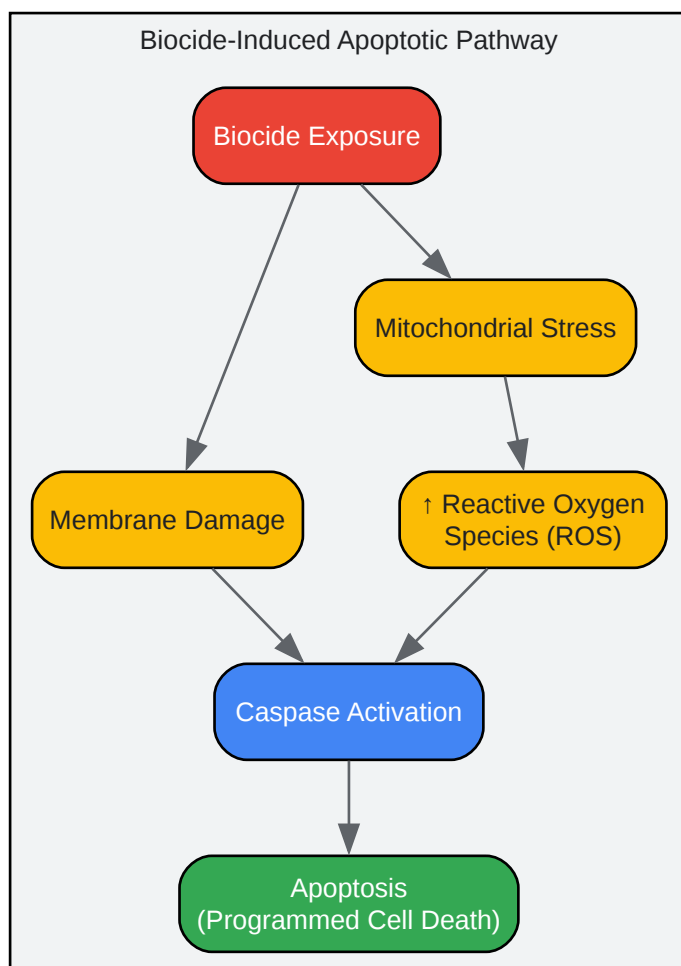 Biocide-Induced Apoptotic Pathway
Biocide Exposure
Mitochondrial Stress
Membrane Damage
↑ Reactive Oxygen
Species (ROS)
Caspase Activation
Apoptosis
(Programmed Cell Death)